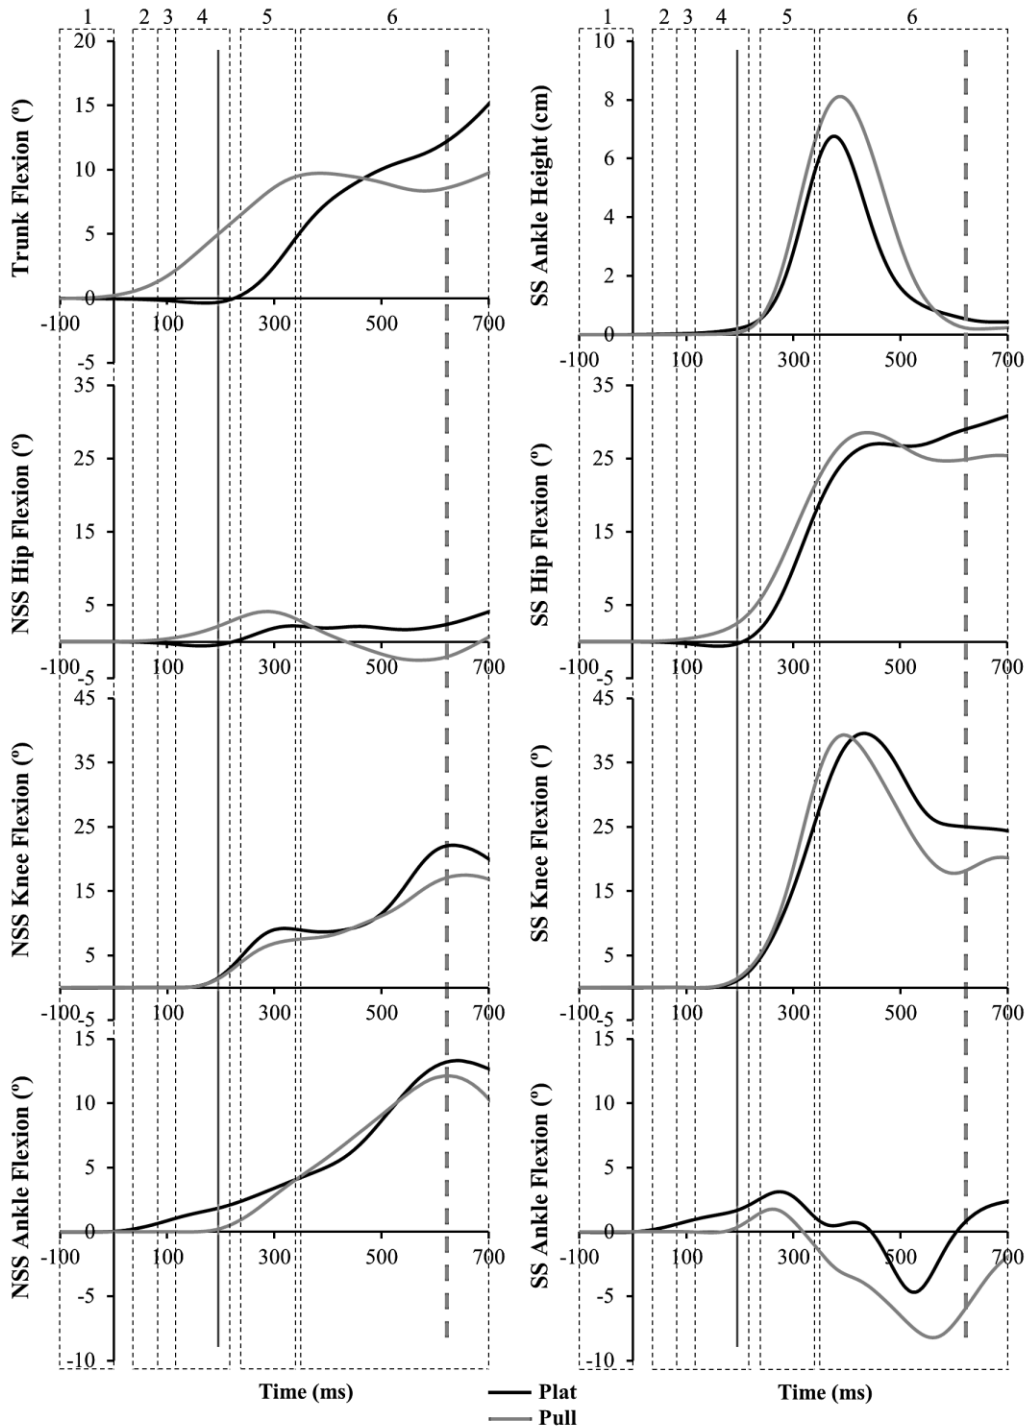 1 2 3 4 5 6
1 2 3 4 5 6
Trunk Flexion (º)
20
15
10
5
0
-5
-100 100 300 500 700
SS Ankle Height (cm)
10
8
6
4
2
0
-100 100 300 500 700
NSS Hip Flexion (º)
35
25
15
5
-5
-100 100 300 500 700
SS Hip Flexion (º)
35
25
15
5
-5
-100 100 300 500 700
NSS Knee Flexion (º)
45
35
25
15
5
-5
-100 100 300 500 700
SS Knee Flexion (º)
45
35
25
15
5
-5
-100 100 300 500 700
NSS Ankle Flexion (º)
15
10
5
0
-5
-10
-100 100 300 500 700
SS Ankle Flexion (º)
15
10
5
0
-5
-10
-100 100 300 500 700
Time (ms)
Time (ms)
Plat
Pull